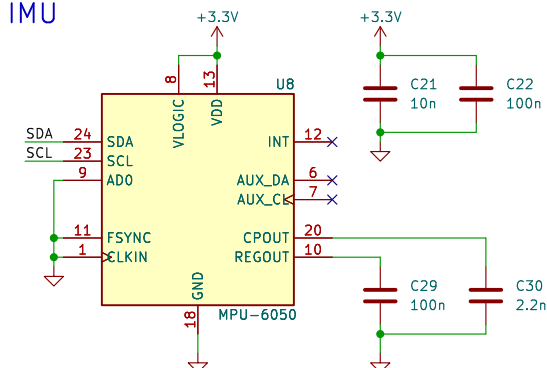 IMU
+3.3V
+3.3V
8
13
U8
VLOGIC
VDD
C21
10n
C22
100n
SDA
24
SDA
INT
12
SCL
23
SCL
9
AD0
AUX_DA
6
AUX_CL
7
11
FSYNC
CPOUT
20
1
CLKIN
REGOUT
10
GND
18
MPU-6050
C29
100n
C30
2.2n